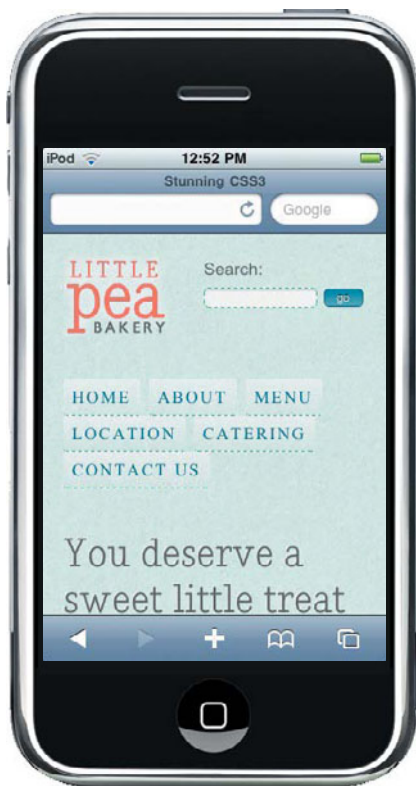 iPod 12:52 PM
Stunning CSS3
Google
LITTLE
pea
BAKERY
Search:
go
HOME ABOUT MENU
LOCATION CATERING
CONTACT US
You deserve a
sweet little treat